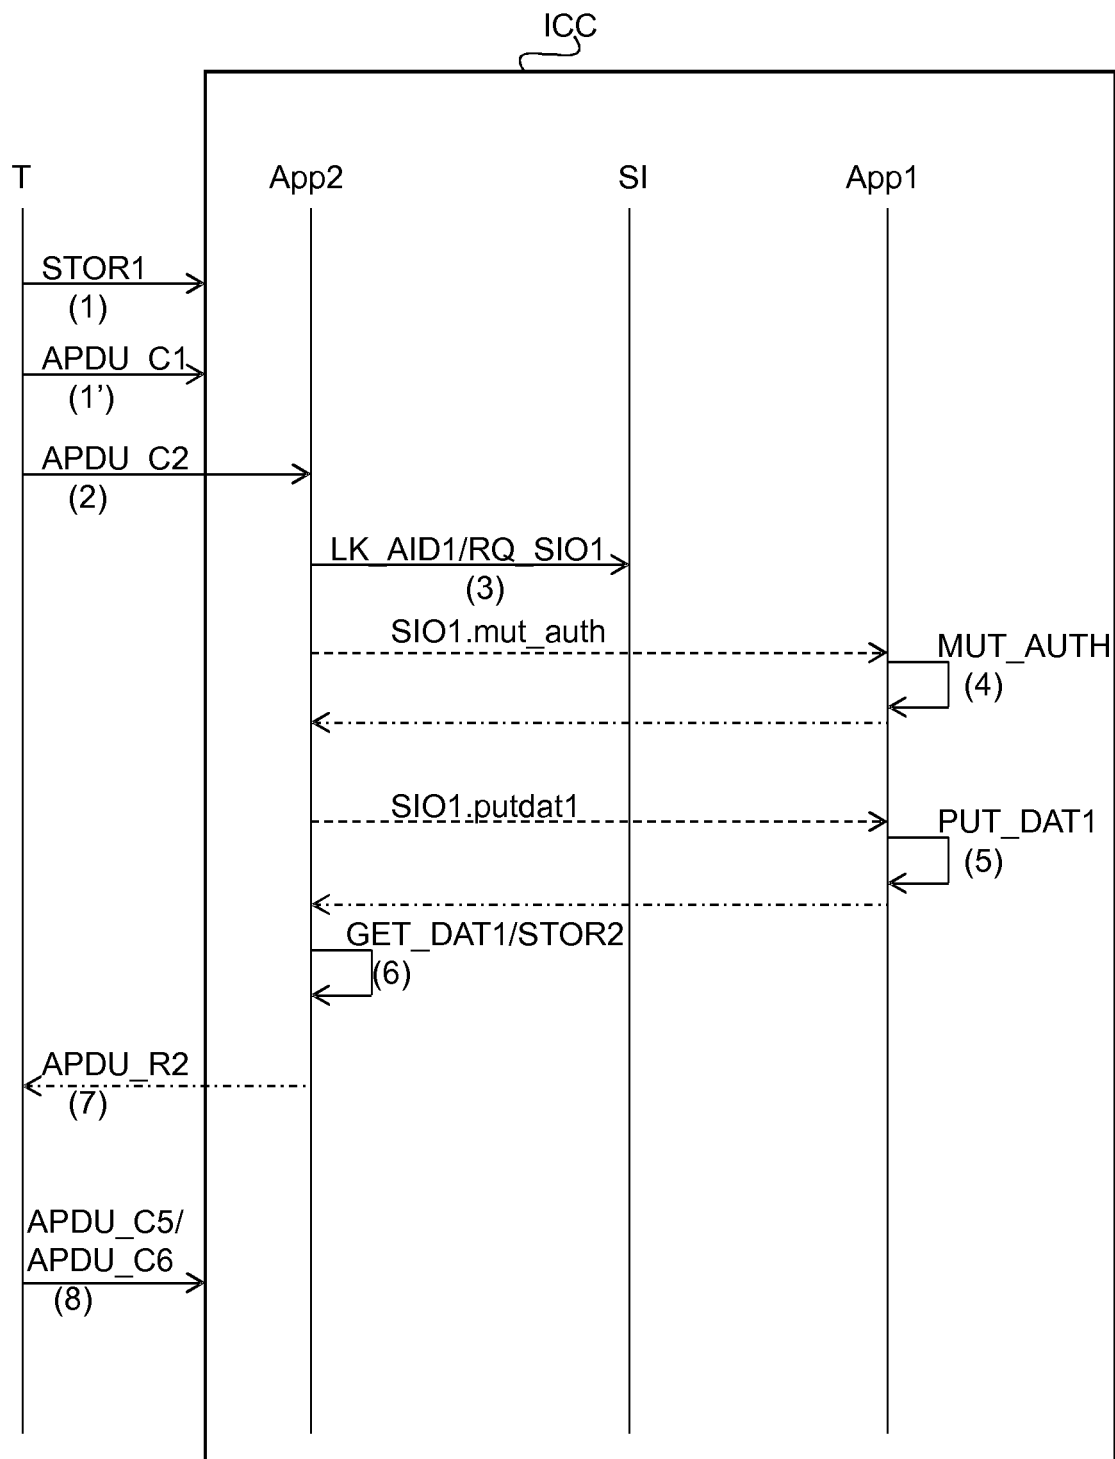 ICC
T
App2
SI
App1
STOR1
(1)
APDU_C1
(1’)
APDU_C2
(2)
LK_AID1/RQ_SIO1
(3)
SIO1.mut_auth
MUT_AUTH
(4)
SIO1.putdat1
PUT_DAT1
(5)
GET_DAT1/STOR2
(6)
APDU_R2
(7)
APDU_C5/
APDU_C6
(8)